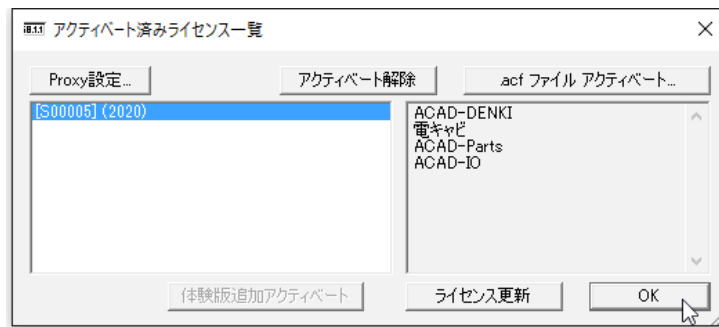 アクティベート済みライセンス一覧
Proxy設定...
アクティベート解除
.acf ファイル アクティベート...
[S00005] (2020)
ACAD-DENKI
電キャビ
ACAD-Parts
ACAD-IO
体験版追加アクティベート
ライセンス更新
OK